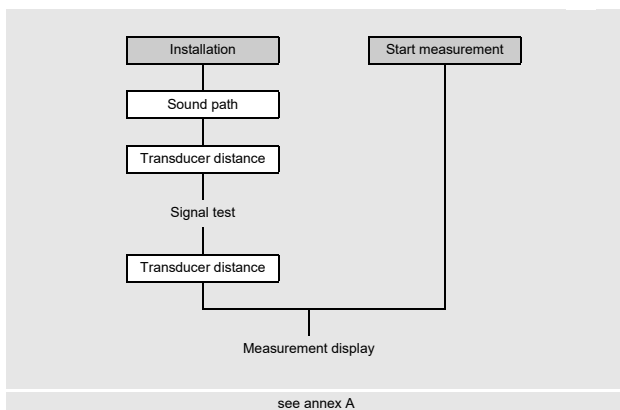 Installation
Start measurement
Sound path
Transducer distance
Signal test
Transducer distance
Measurement display
see annex A